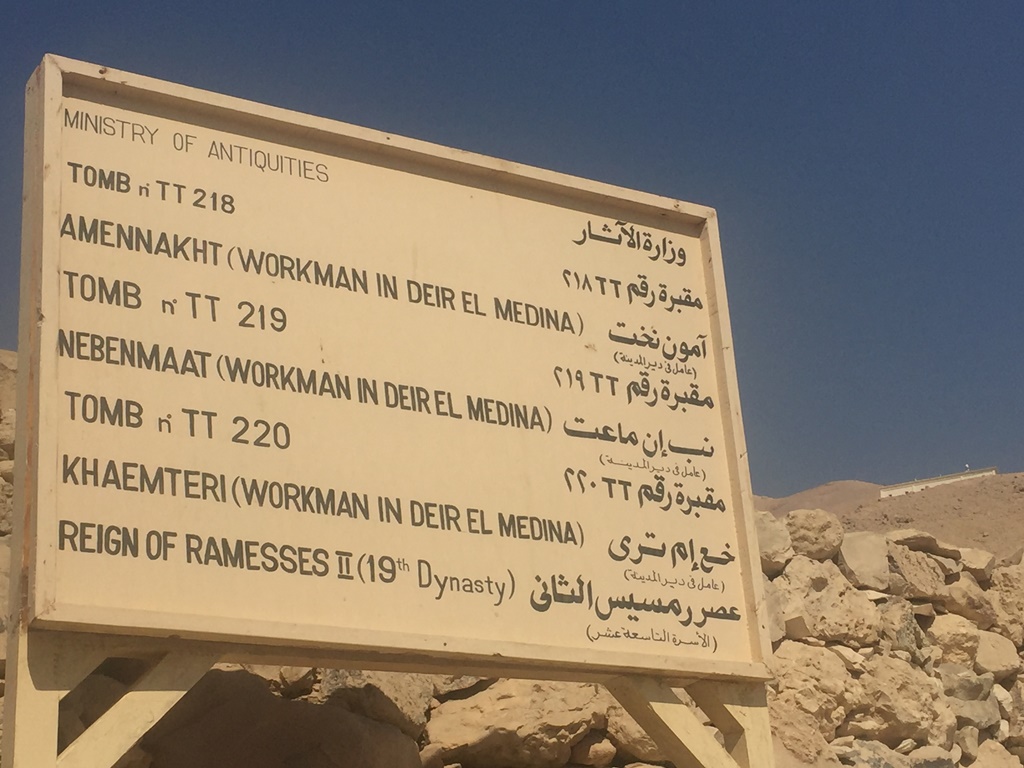 MINISTRY OF ANTIQUITIES
TOMB nº TT 218
AMENNAKHT (WORKMAN IN DEIR EL MEDINA)
TOMB nº TT 219
NEBENMAAT (WORKMAN IN DEIR EL MEDINA)
TOMB nº TT 220
KHAEMTERI (WORKMAN IN DEIR EL MEDINA)
REIGN OF RAMESSES II (19th Dynasty)
وزارة الآثار
مقبرة رقم TT ٢١٨
آمون نخت
(عامل فى دير المدينة)
مقبرة رقم TT ٢١٩
نب إن ماعت
(عامل فى دير المدينة)
مقبرة رقم TT ٢٢٠
خع إم ترى
(عامل فى دير المدينة)
عصر رمسيس الثانى
(الأسرة التاسعة عشر)